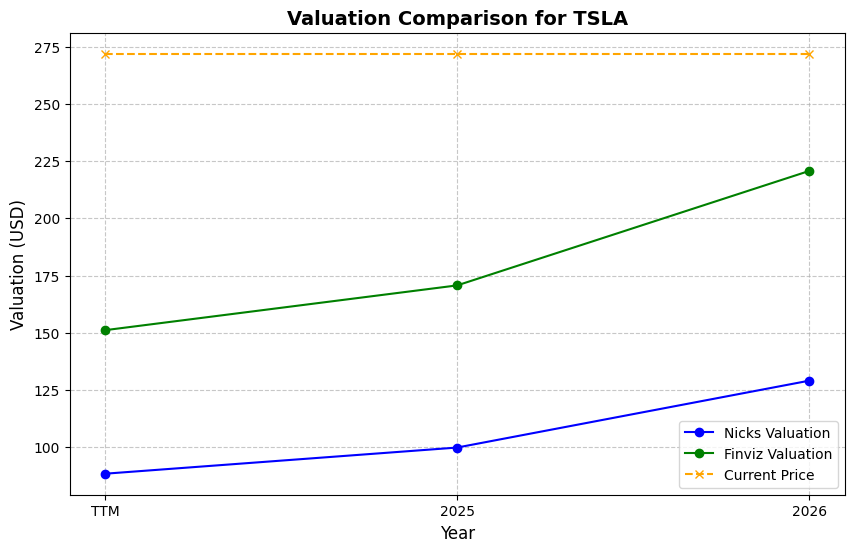 Valuation Comparison for TSLA
Valuation (USD)
275
250
225
200
175
150
125
100
TTM
2025
2026
Year
Nicks Valuation
Finviz Valuation
Current Price